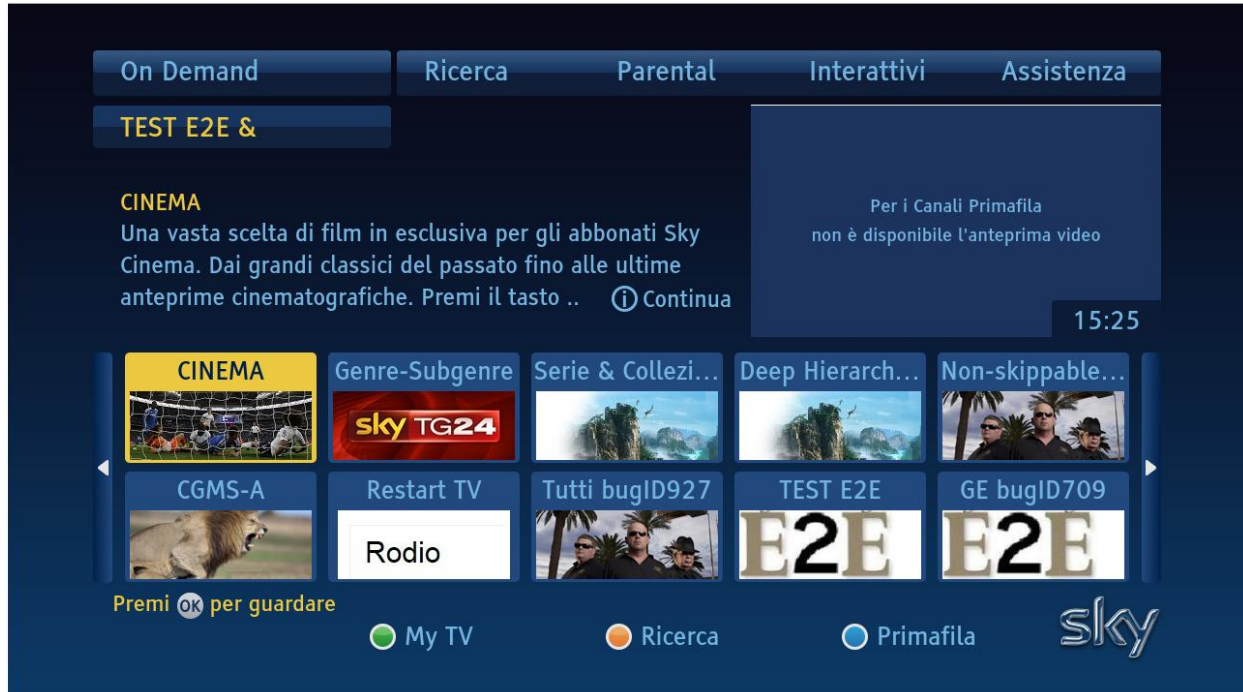 On Demand
Ricerca
Parental
Interattivi
Assistenza
TEST E2E &
CINEMA
Una vasta scelta di film in esclusiva per gli abbonati Sky
Cinema. Dai grandi classici del passato fino alle ultime
anteprime cinematografiche. Premi il tasto ..
i Continua
Per i Canali Primafila
non è disponibile l'anteprima video
15:25
CINEMA
Genre-Subgenre
Serie & Collezi...
Deep Hierarch...
Non-skippable...
sky TG24
CGMS-A
Restart TV
Tutti bugID927
TEST E2E
GE bugID709
Rodio
E2E
E2E
Premi OK per guardare
My TV
Ricerca
Primafila
sky